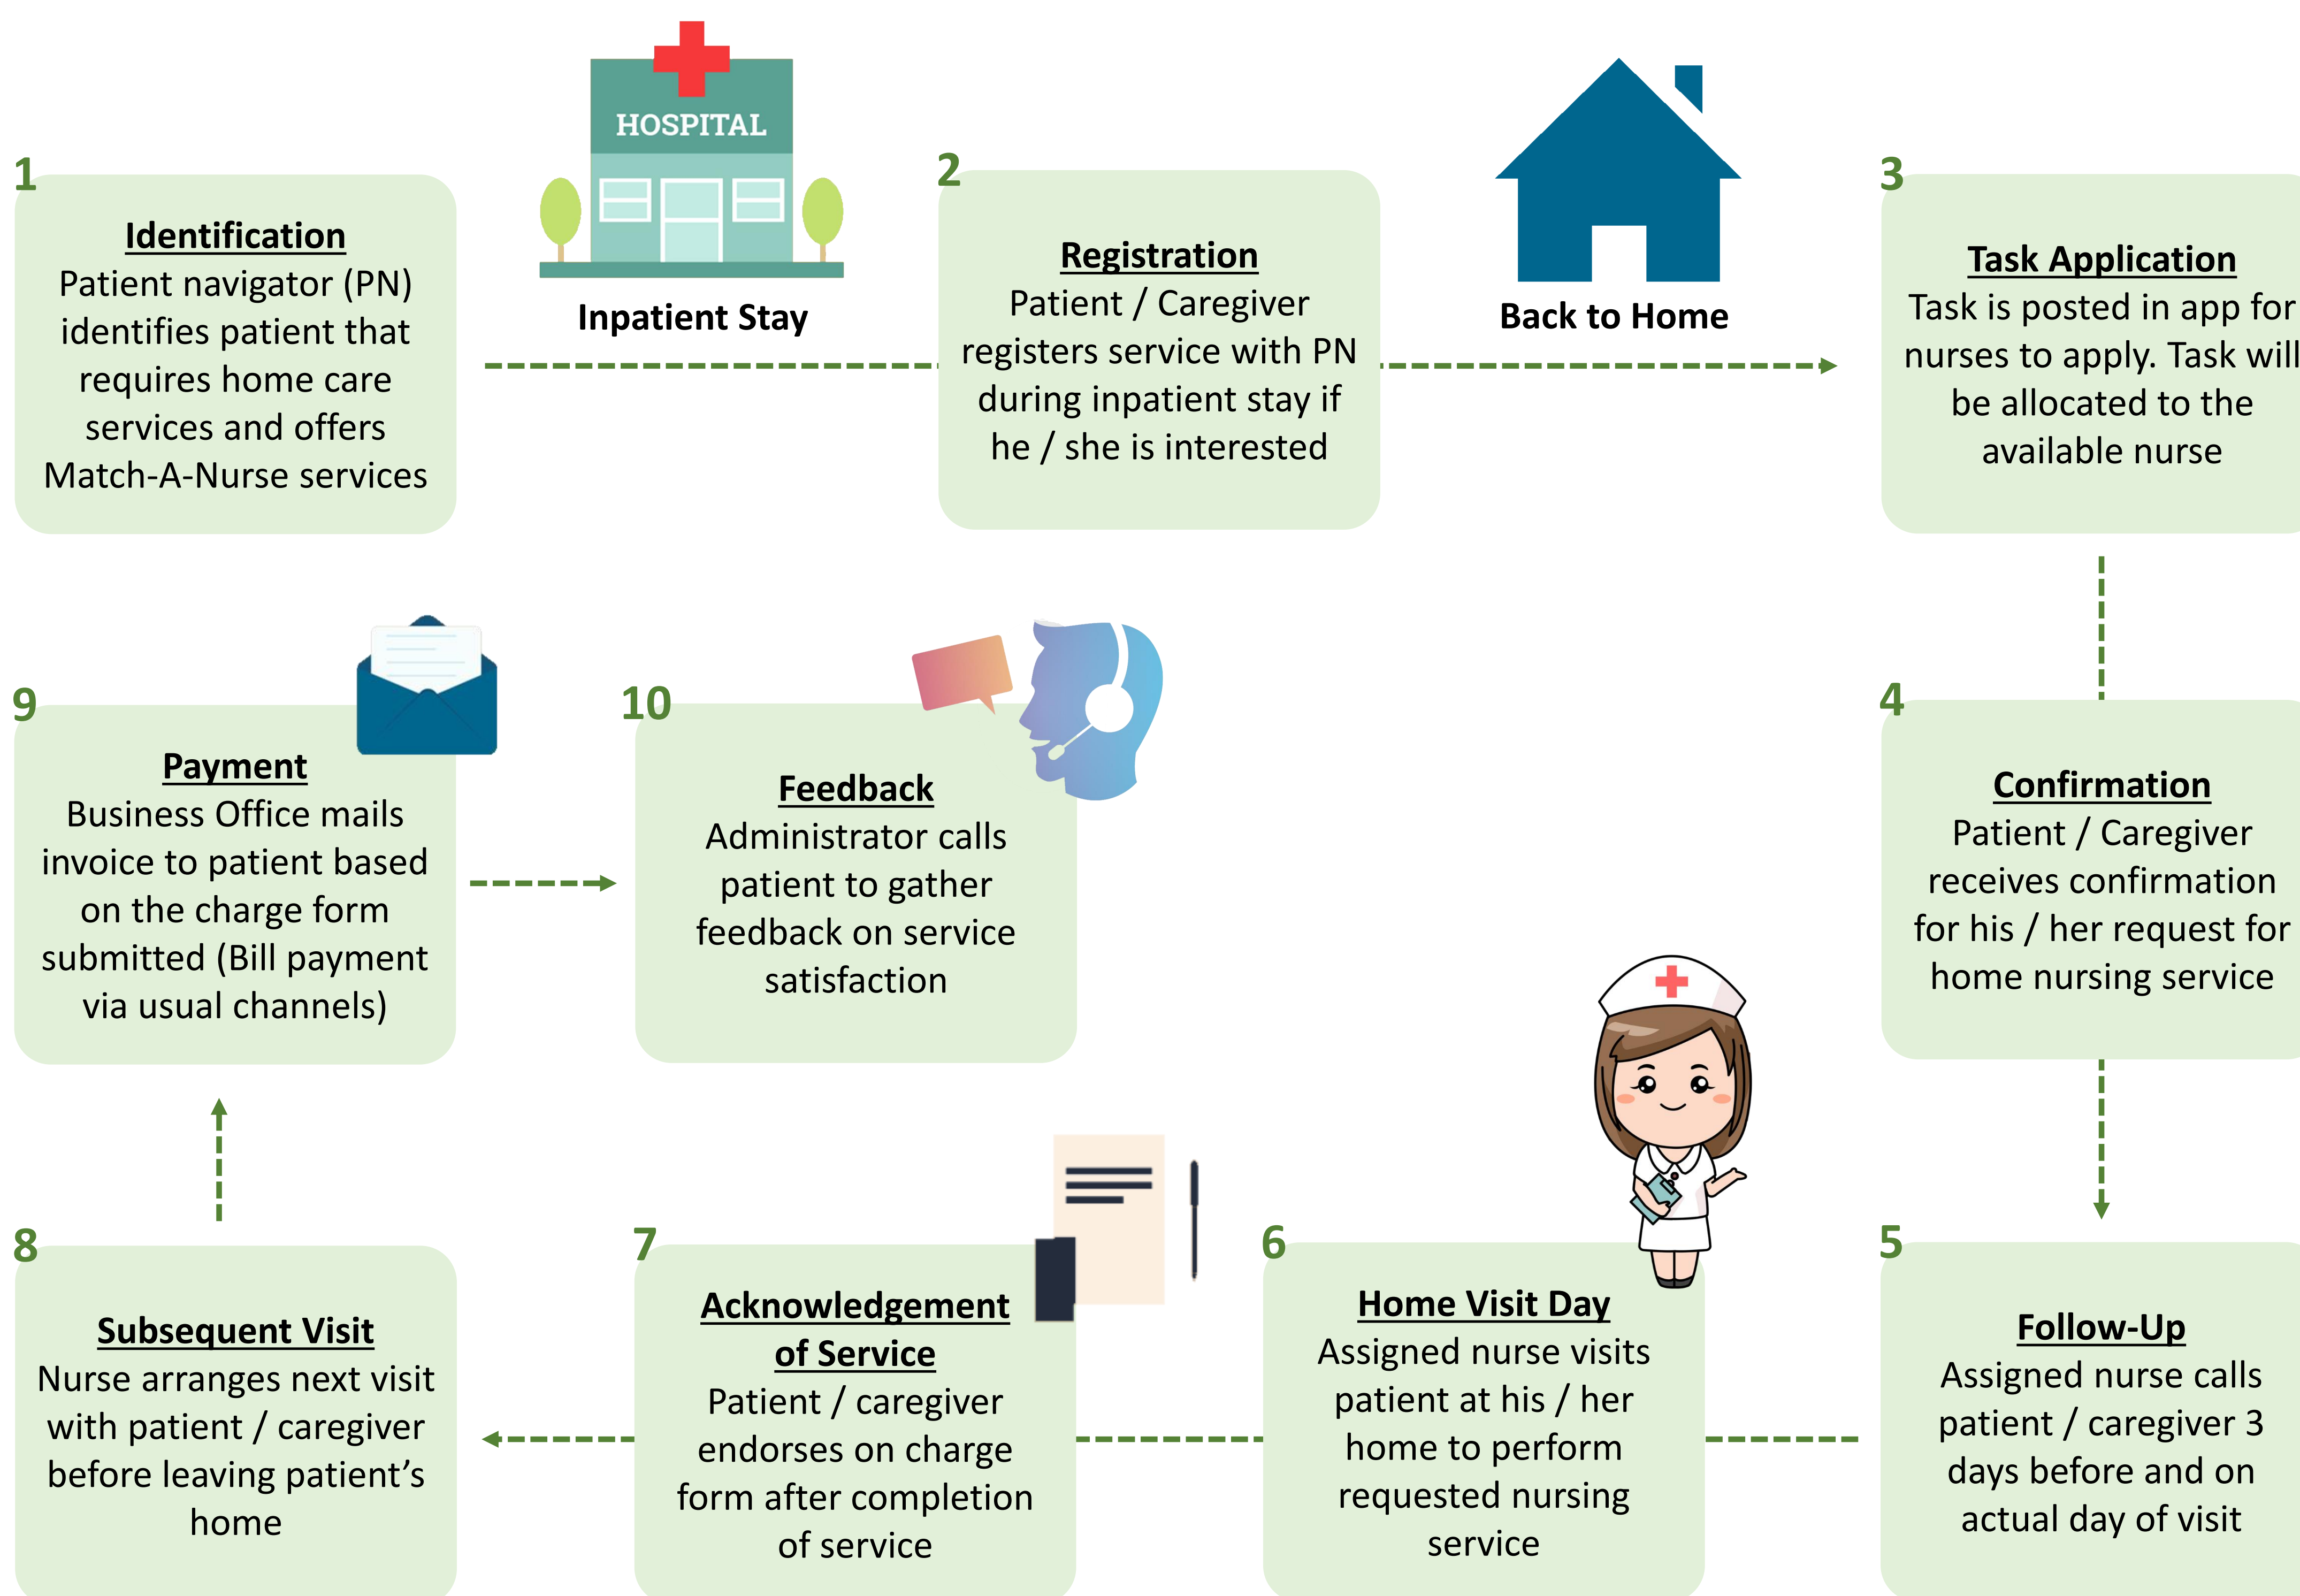 HOSPITAL
Inpatient Stay
Back to Home
1
Identification
Patient navigator (PN)
identifies patient that
requires home care
services and offers
Match-A-Nurse services
2
Registration
Patient / Caregiver
registers service with PN
during inpatient stay if
he / she is interested
3
Task Application
Task is posted in app for
nurses to apply. Task will
be allocated to the
available nurse
4
Confirmation
Patient / Caregiver
receives confirmation
for his / her request for
home nursing service
5
Follow-Up
Assigned nurse calls
patient / caregiver 3
days before and on
actual day of visit
6
Home Visit Day
Assigned nurse visits
patient at his / her
home to perform
requested nursing
service
7
Acknowledgement
of Service
Patient / caregiver
endorses on charge
form after completion
of service
8
Subsequent Visit
Nurse arranges next visit
with patient / caregiver
before leaving patient’s
home
9
Payment
Business Office mails
invoice to patient based
on the charge form
submitted (Bill payment
via usual channels)
10
Feedback
Administrator calls
patient to gather
feedback on service
satisfaction